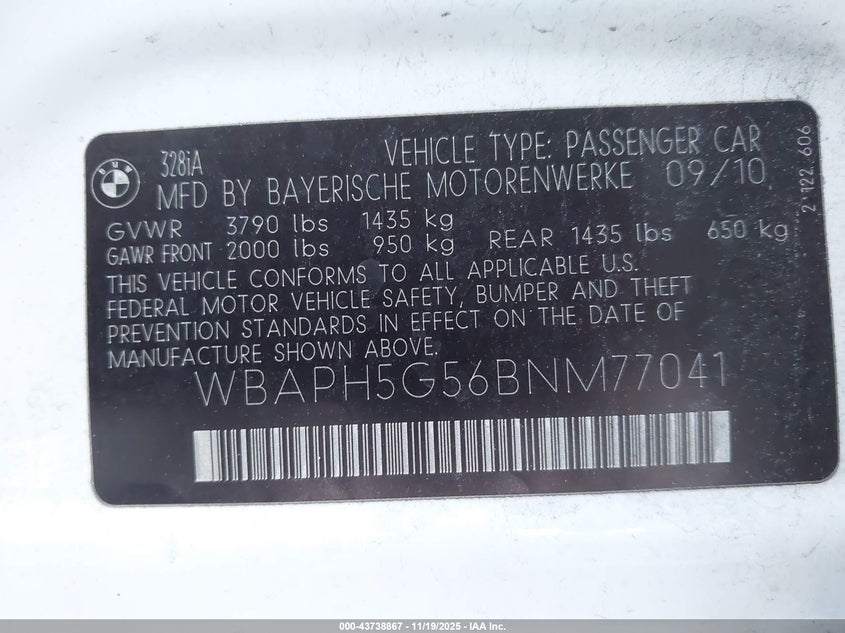 BMW
328iA VEHICLE TYPE: PASSENGER CAR
MFD BY BAYERISCHE MOTORENWERKE 09/10
GVWR 3790 lbs 1435 kg
GAWR FRONT 2000 lbs 950 kg REAR 1435 lbs 650 kg
THIS VEHICLE CONFORMS TO ALL APPLICABLE U.S.
FEDERAL MOTOR VEHICLE SAFETY, BUMPER AND THEFT
PREVENTION STANDARDS IN EFFECT ON THE DATE OF
MANUFACTURE SHOWN ABOVE.
WBAPH5G56BNM77041
2 122 606
000-43738867 - 11/19/2025 - IAA Inc.